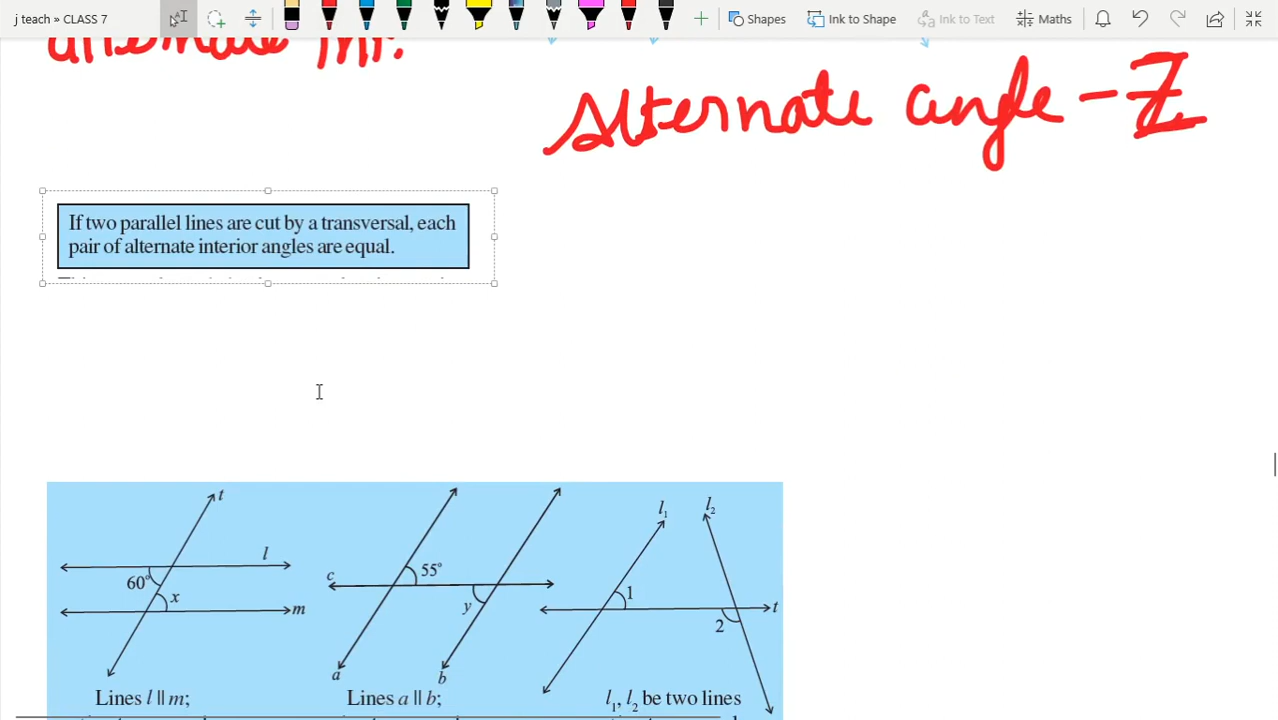 j teach » CLASS 7
Shapes
Ink to Shape
Ink to Text
Maths
alternate int.
Alternate angle - Z
If two parallel lines are cut by a transversal, each
pair of alternate interior angles are equal.
t
l
60°
x
m
c
55°
y
a
b
l₁
l₂
1
t
2
Lines l || m;
Lines a || b;
l₁, l₂ be two lines